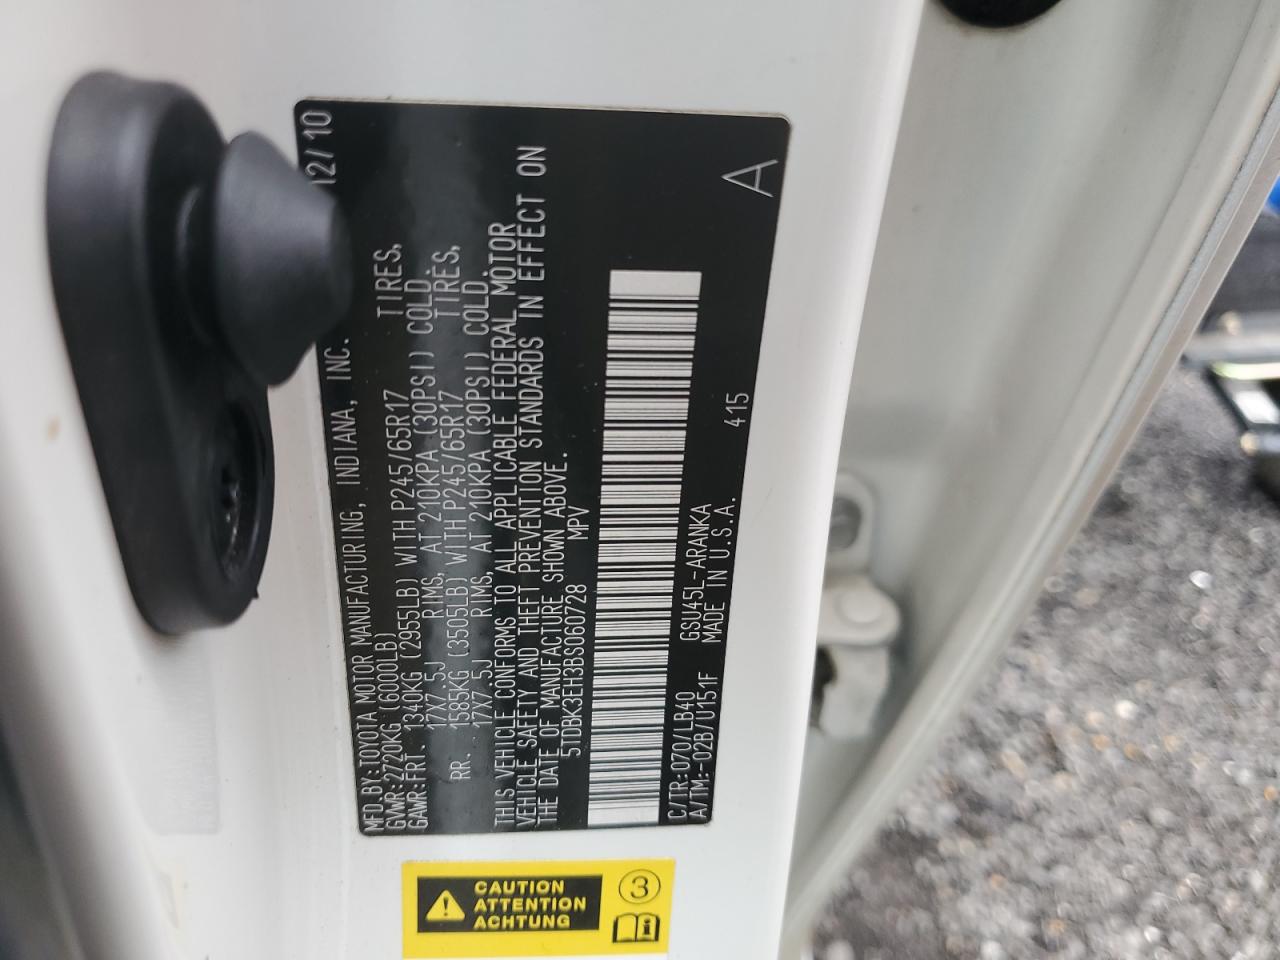 MFD. BY: TOYOTA MOTOR MANUFACTURING, INDIANA, INC. 12/10
GVWR: 2720KG (6000LB)
GAWR: FRT. 1340KG (2955LB) WITH P245/65R17 TIRES,
17X7.5J RIMS, AT 210KPA (30PSI) COLD.
RR. 1585KG (3505LB) WITH P245/65R17 TIRES,
17X7.5J RIMS, AT 210KPA (30PSI) COLD.
THIS VEHICLE CONFORMS TO ALL APPLICABLE FEDERAL MOTOR
VEHICLE SAFETY AND THEFT PREVENTION STANDARDS IN EFFECT ON
THE DATE OF MANUFACTURE SHOWN ABOVE.
5TDBK3EH3BS060728 MPV
C/TR: 070/LB40 GSU45L-ARANKA
A/TM: -02B/U151F MADE IN U.S.A. 415
A
CAUTION
ATTENTION
ACHTUNG
3